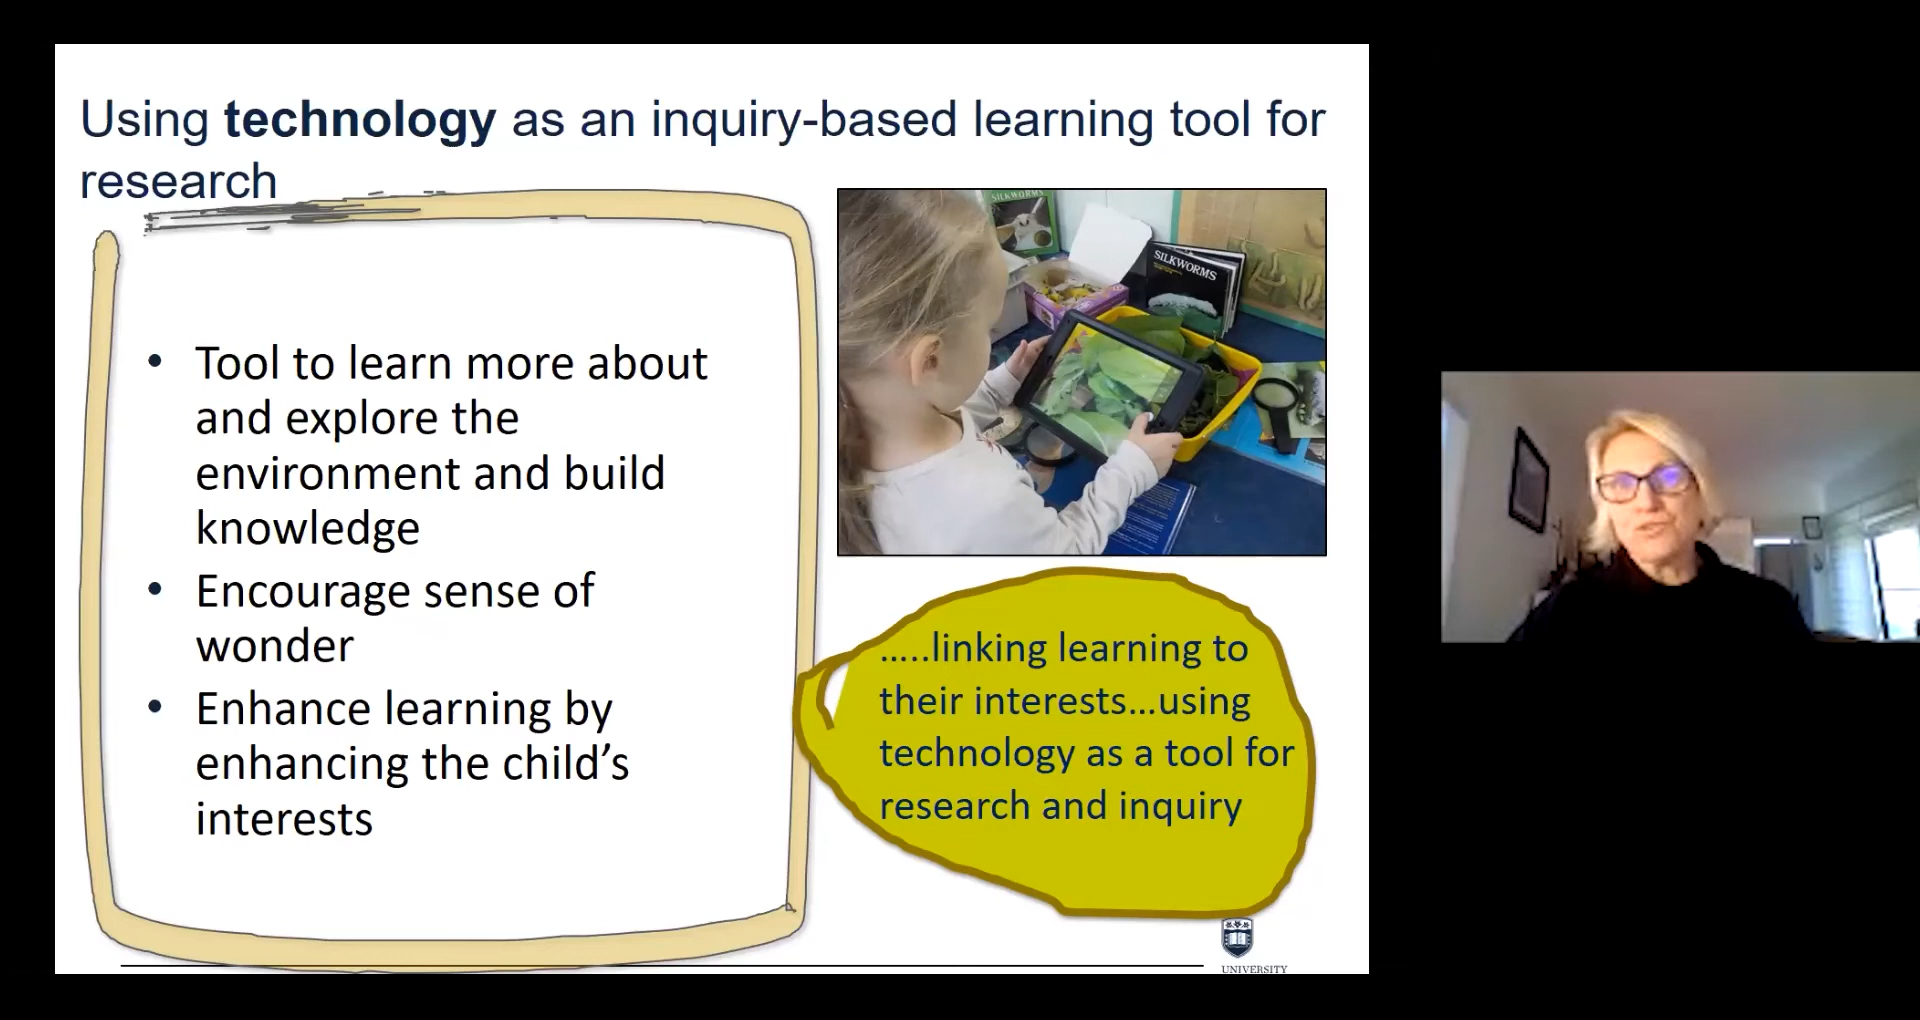 Using technology as an inquiry-based learning tool for
research
• Tool to learn more about
and explore the
environment and build
knowledge
• Encourage sense of
wonder
• Enhance learning by
enhancing the child’s
interests
SILKWORMS
SILKWORMS
…..linking learning to
their interests…using
technology as a tool for
research and inquiry
UNIVERSITY